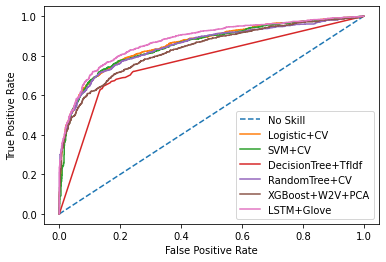 1.0
0.8
0.6
0.4
0.2
0.0
True Positive Rate
No Skill
Logistic+CV
SVM+CV
DecisionTree+TfIdf
RandomTree+CV
XGBoost+W2V+PCA
LSTM+Glove
0.0 0.2 0.4 0.6 0.8 1.0
False Positive Rate